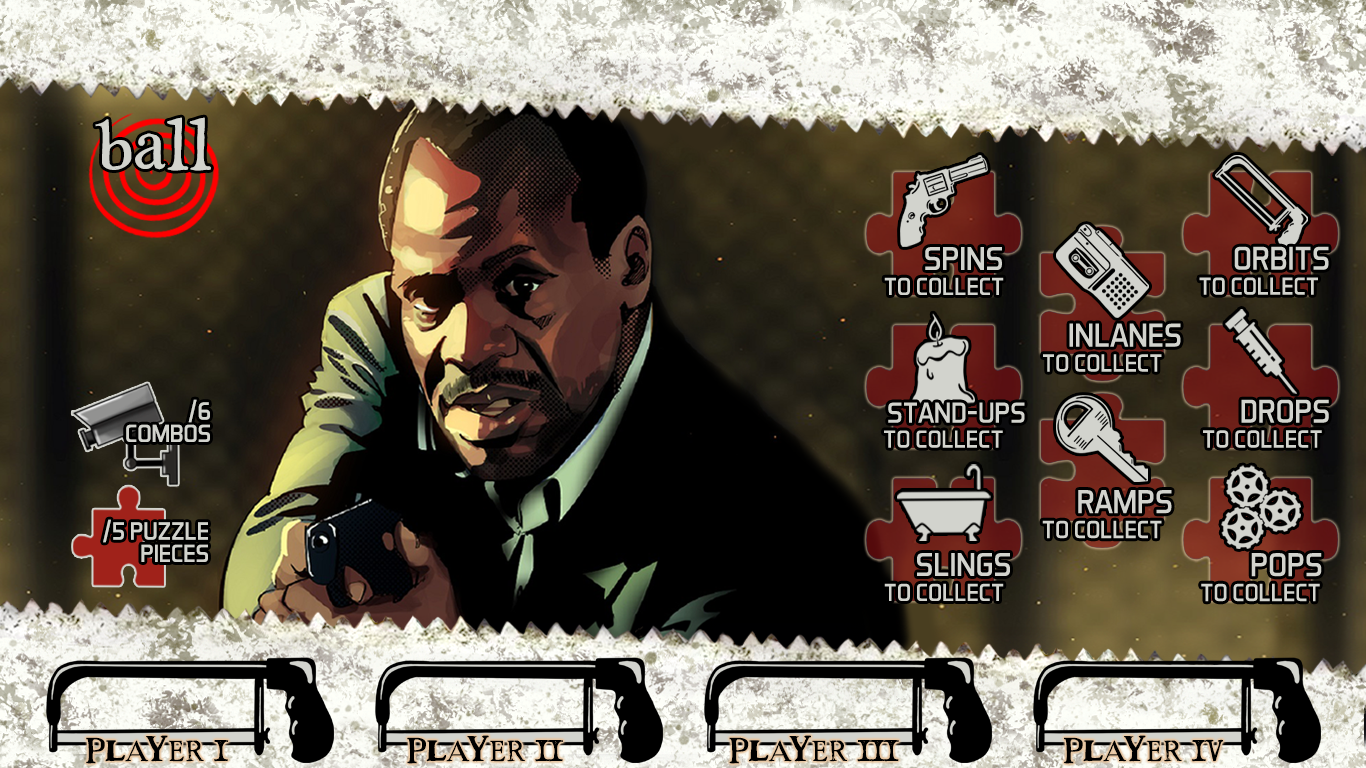 ball
/6
COMBOS
/5 PUZZLE
PIECES
SPINS
TO COLLECT
STAND-UPS
TO COLLECT
SLINGS
TO COLLECT
INLANES
TO COLLECT
RAMPS
TO COLLECT
ORBITS
TO COLLECT
DROPS
TO COLLECT
POPS
TO COLLECT
PLAYER I
PLAYER II
PLAYER III
PLAYER IV